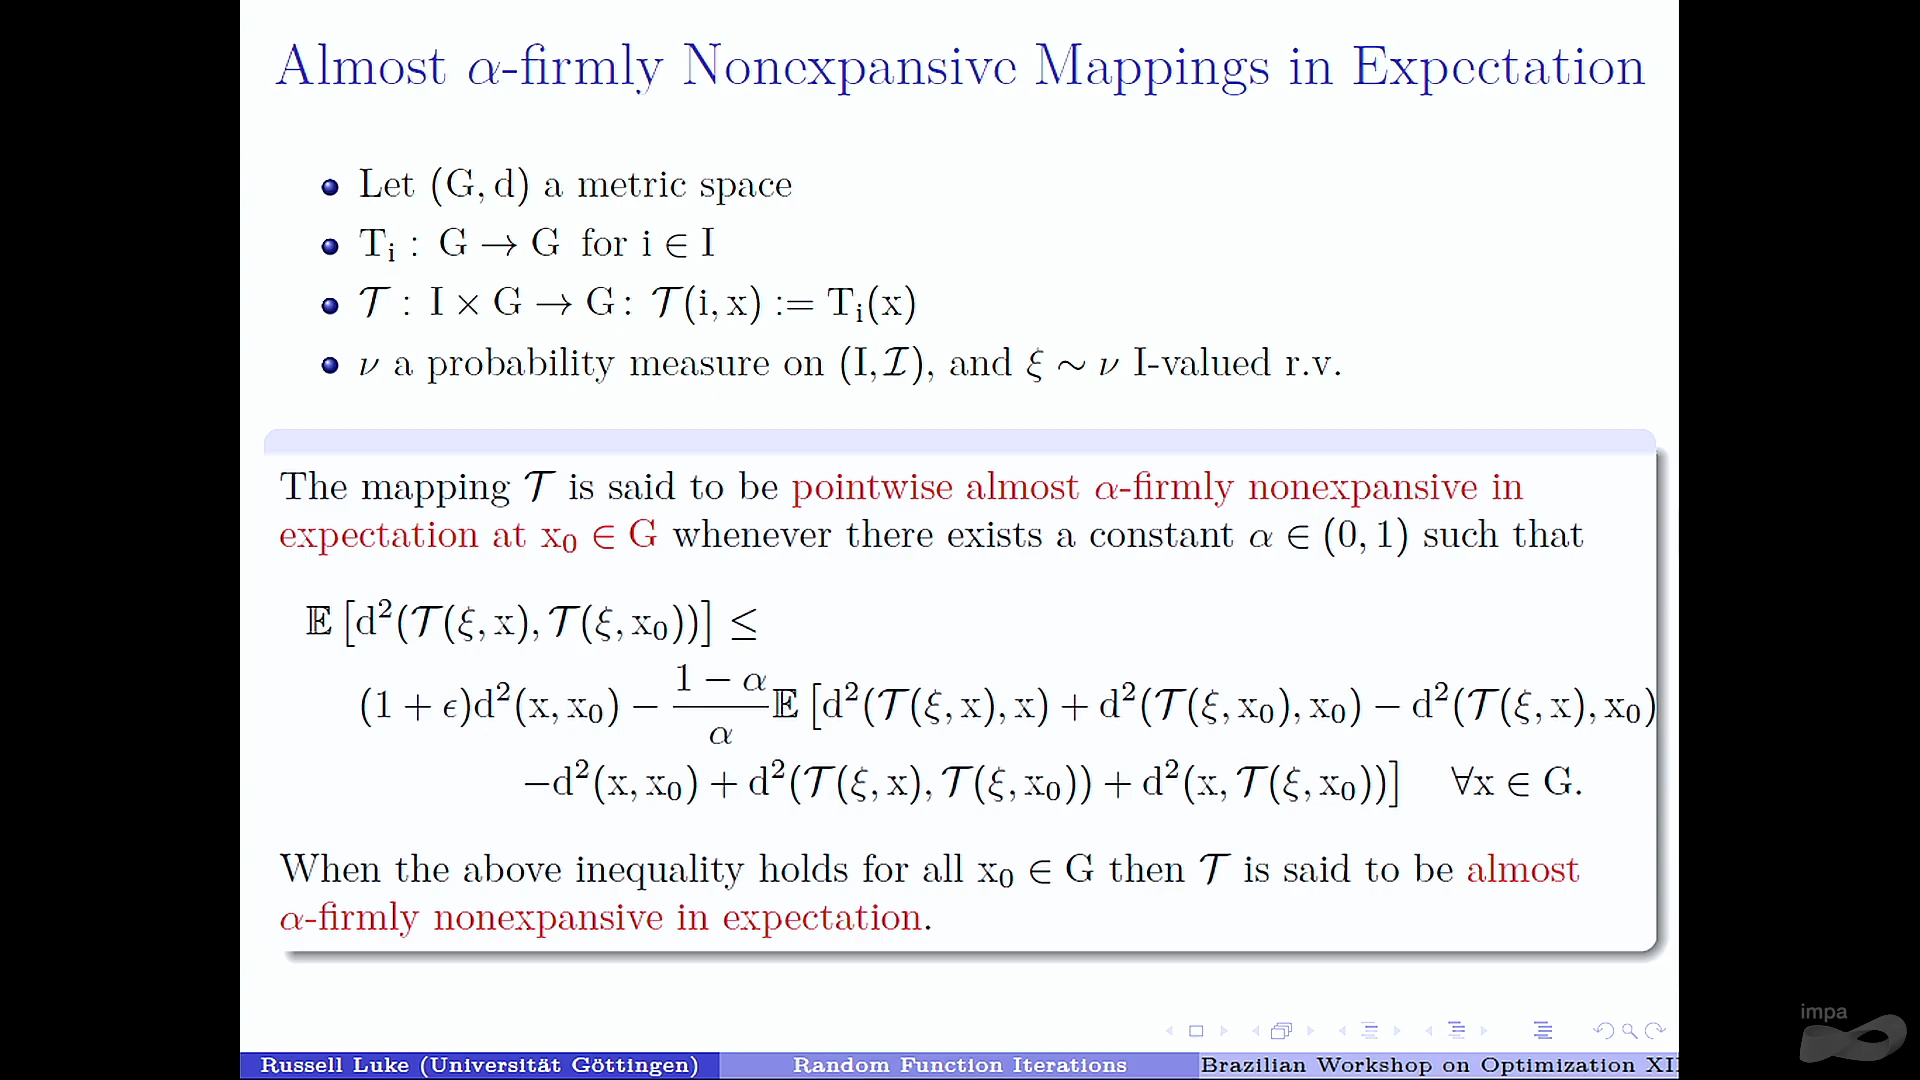 Almost α-firmly Nonexpansive Mappings in Expectation
Let (G, d) a metric space
Tᵢ : G → G for i ∈ I
𝒯 : I × G → G : 𝒯(i, x) := Tᵢ(x)
ν a probability measure on (I, ℐ), and ξ ∼ ν I-valued r.v.
The mapping 𝒯 is said to be pointwise almost α-firmly nonexpansive in
expectation at x₀ ∈ G whenever there exists a constant α ∈ (0, 1) such that
𝔼 [d²(𝒯(ξ, x), 𝒯(ξ, x₀))] ≤
(1 + ϵ)d²(x, x₀) − \frac{1 − α}{α} 𝔼 [d²(𝒯(ξ, x), x) + d²(𝒯(ξ, x₀), x₀) − d²(𝒯(ξ, x), x₀)
−d²(x, x₀) + d²(𝒯(ξ, x), 𝒯(ξ, x₀)) + d²(x, 𝒯(ξ, x₀))] ∀x ∈ G.
When the above inequality holds for all x₀ ∈ G then 𝒯 is said to be almost
α-firmly nonexpansive in expectation.
impa
Russell Luke (Universität Göttingen) Random Function Iterations Brazilian Workshop on Optimization